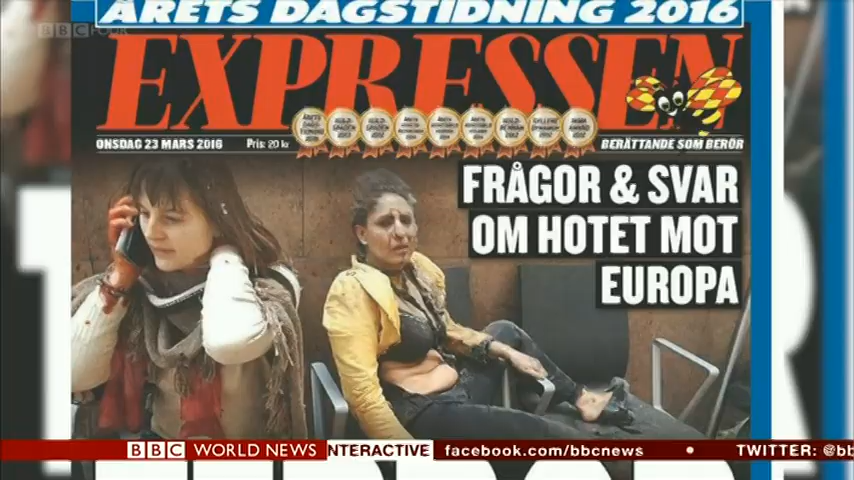 BBC FOUR
ÅRETS DAGSTIDNING 2016
EXPRESSEN
ONSDAG 23 MARS 2016 Pris: 20 kr BERÄTTANDE SOM BERÖR
FRÅGOR & SVAR
OM HOTET MOT
EUROPA
BBC WORLD NEWS NTERACTIVE facebook.com/bbcnews • TWITTER: @bb